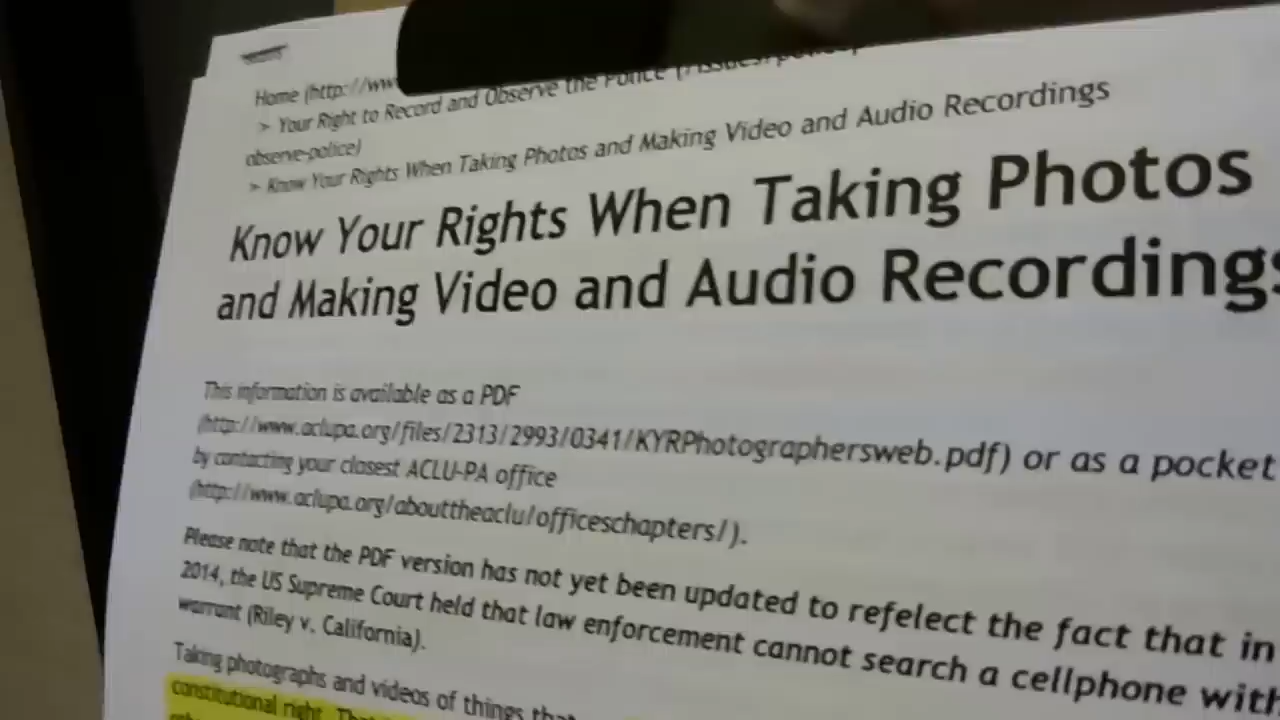 Home (http://ww
> Your Right to Record and Observe the Police (/issues/
observe-police)
> Know Your Rights When Taking Photos and Making Video and Audio Recordings
Know Your Rights When Taking Photos
and Making Video and Audio Recordings
This information is available as a PDF
(http://www.aclupa.org/files/2313/2993/0341/KYRPhotographersweb.pdf) or as a pocket
by contacting your closest ACLU-PA office
(http://www.aclupa.org/abouttheaclu/officeschapters/).
Please note that the PDF version has not yet been updated to refelect the fact that in
2014, the US Supreme Court held that law enforcement cannot search a cellphone with
warrant (Riley v. California).
Taking photographs and videos of things that
constitutional right. That